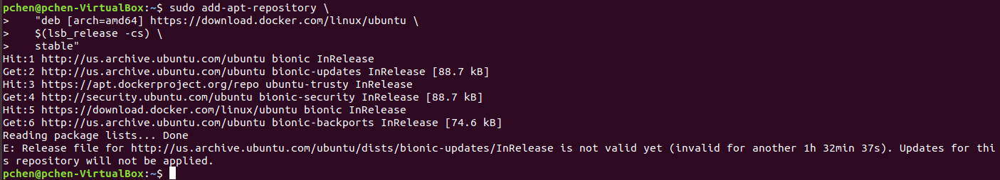 pchen@pchen-VirtualBox:~$ sudo add-apt-repository \
>    "deb [arch=amd64] https://download.docker.com/linux/ubuntu \
>    $(lsb_release -cs) \
>    stable"
Hit:1 http://us.archive.ubuntu.com/ubuntu bionic InRelease
Get:2 http://us.archive.ubuntu.com/ubuntu bionic-updates InRelease [88.7 kB]
Hit:3 https://apt.dockerproject.org/repo ubuntu-trusty InRelease
Get:4 http://security.ubuntu.com/ubuntu bionic-security InRelease [88.7 kB]
Hit:5 https://download.docker.com/linux/ubuntu bionic InRelease
Get:6 http://us.archive.ubuntu.com/ubuntu bionic-backports InRelease [74.6 kB]
Reading package lists... Done
E: Release file for http://us.archive.ubuntu.com/ubuntu/dists/bionic-updates/InRelease is not valid yet (invalid for another 1h 32min 37s). Updates for thi
s repository will not be applied.
pchen@pchen-VirtualBox:~$